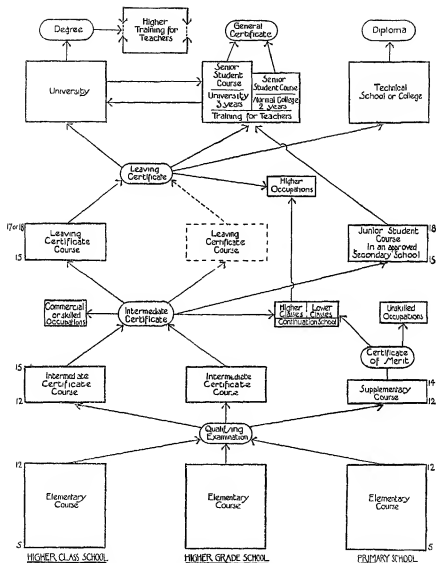 Degree
Higher
Training for
Teachers
General
Certificate
Diploma
University
Senior
Student
Course
University
3 years
Senior
Student Course
Normal College
2 years
Training for Teachers
Technical
School or College
Leaving
Certificate
Higher
Occupations
17 or 18
Leaving
Certificate
Course
15
Leaving
Certificate
Course
18
Junior Student
Course
In an approved
Secondary School
15
Commercial
or skilled
Occupations
Intermediate
Certificate
Higher Lower
Classes Classes
Continuation School
Unskilled
Occupations
Certificate
of Merit
15
Intermediate
Certificate
Course
12
Intermediate
Certificate
Course
14
Supplementary
Course
12
Qualifying
Examination
12
Elementary
Course
5
Elementary
Course
12
Elementary
Course
5
HIGHER CLASS SCHOOL
HIGHER GRADE SCHOOL
PRIMARY SCHOOL